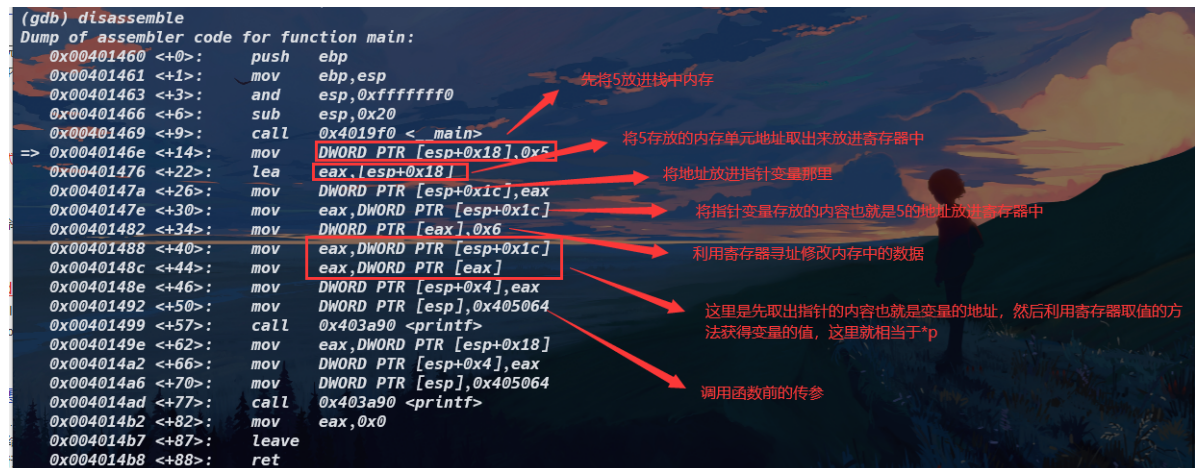 (gdb) disassemble
Dump of assembler code for function main:
0x00401460 <+0>: push ebp
0x00401461 <+1>: mov ebp,esp
0x00401463 <+3>: and esp,0xfffffff0
先将5放进栈中内存
0x00401466 <+6>: sub esp,0x20
0x00401469 <+9>: call 0x4019f0 <__main>
将5存放的内存单元地址取出来放进寄存器中
=> 0x0040146e <+14>: mov DWORD PTR [esp+0x18],0x5
0x00401476 <+22>: lea eax,[esp+0x18]
将地址放进指针变量那里
0x0040147a <+26>: mov DWORD PTR [esp+0x1c],eax
0x0040147e <+30>: mov eax,DWORD PTR [esp+0x1c]
将指针变量存放的内容也就是5的地址放进寄存器中
0x00401482 <+34>: mov DWORD PTR [eax],0x6
0x00401488 <+40>: mov eax,DWORD PTR [esp+0x1c]
利用寄存器寻址修改内存中的数据
0x0040148c <+44>: mov eax,DWORD PTR [eax]
0x0040148e <+46>: mov DWORD PTR [esp+0x4],eax
0x00401492 <+50>: mov DWORD PTR [esp],0x405064
这里是先取出指针的内容也就是变量的地址，然后利用寄存器取值的方
法获得变量的值，这里就相当于*p
0x00401499 <+57>: call 0x403a90 <printf>
0x0040149e <+62>: mov eax,DWORD PTR [esp+0x18]
0x004014a2 <+66>: mov DWORD PTR [esp+0x4],eax
0x004014a6 <+70>: mov DWORD PTR [esp],0x405064
调用函数前的传参
0x004014ad <+77>: call 0x403a90 <printf>
0x004014b2 <+82>: mov eax,0x0
0x004014b7 <+87>: leave
0x004014b8 <+88>: ret